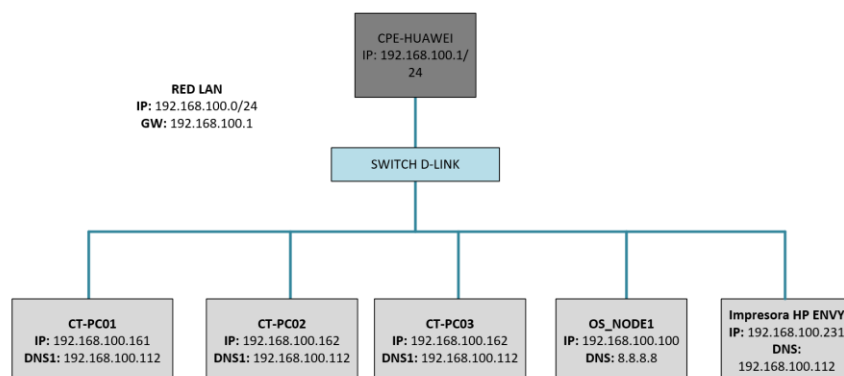 CPE-HUAWEI
IP: 192.168.100.1/
24
RED LAN
IP: 192.168.100.0/24
GW: 192.168.100.1
SWITCH D-LINK
CT-PC01
IP: 192.168.100.161
DNS1: 192.168.100.112
CT-PC02
IP: 192.168.100.162
DNS1: 192.168.100.112
CT-PC03
IP: 192.168.100.162
DNS1: 192.168.100.112
OS_NODE1
IP: 192.168.100.100
DNS: 8.8.8.8
Impresora HP ENVY
IP: 192.168.100.231
DNS:
192.168.100.112